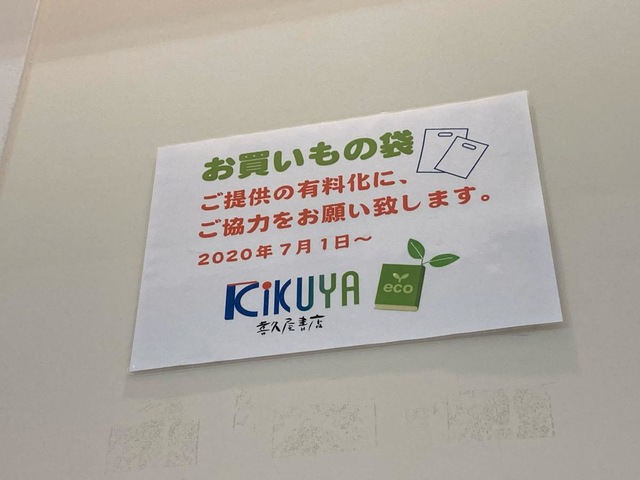 お買いもの袋
ご提供の有料化に、
ご協力をお願い致します。
2020年7月1日～
KiKUYA
喜久屋書店
eco